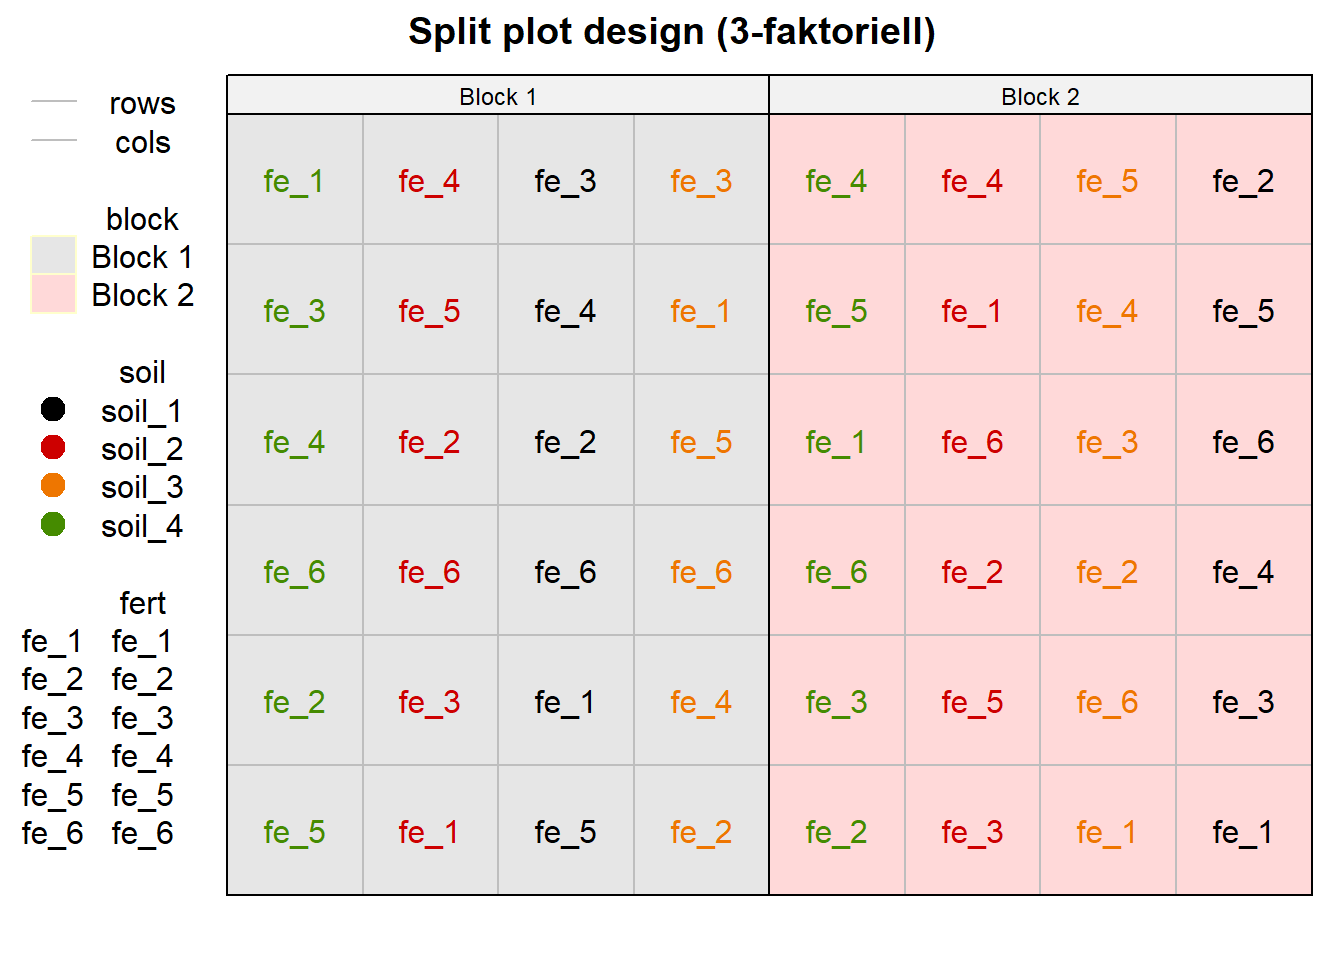 Split plot design (3-faktoriell)
rows
cols
block
Block 1
Block 2
soil
soil_1
soil_2
soil_3
soil_4
fert
fe_1 fe_1
fe_2 fe_2
fe_3 fe_3
fe_4 fe_4
fe_5 fe_5
fe_6 fe_6
Block 1 Block 2
fe_1 fe_4 fe_3 fe_3 fe_4 fe_4 fe_5 fe_2
fe_3 fe_5 fe_4 fe_1 fe_5 fe_1 fe_4 fe_5
fe_4 fe_2 fe_2 fe_5 fe_1 fe_6 fe_3 fe_6
fe_6 fe_6 fe_6 fe_6 fe_6 fe_2 fe_2 fe_4
fe_2 fe_3 fe_1 fe_4 fe_3 fe_5 fe_6 fe_3
fe_5 fe_1 fe_5 fe_2 fe_2 fe_3 fe_1 fe_1